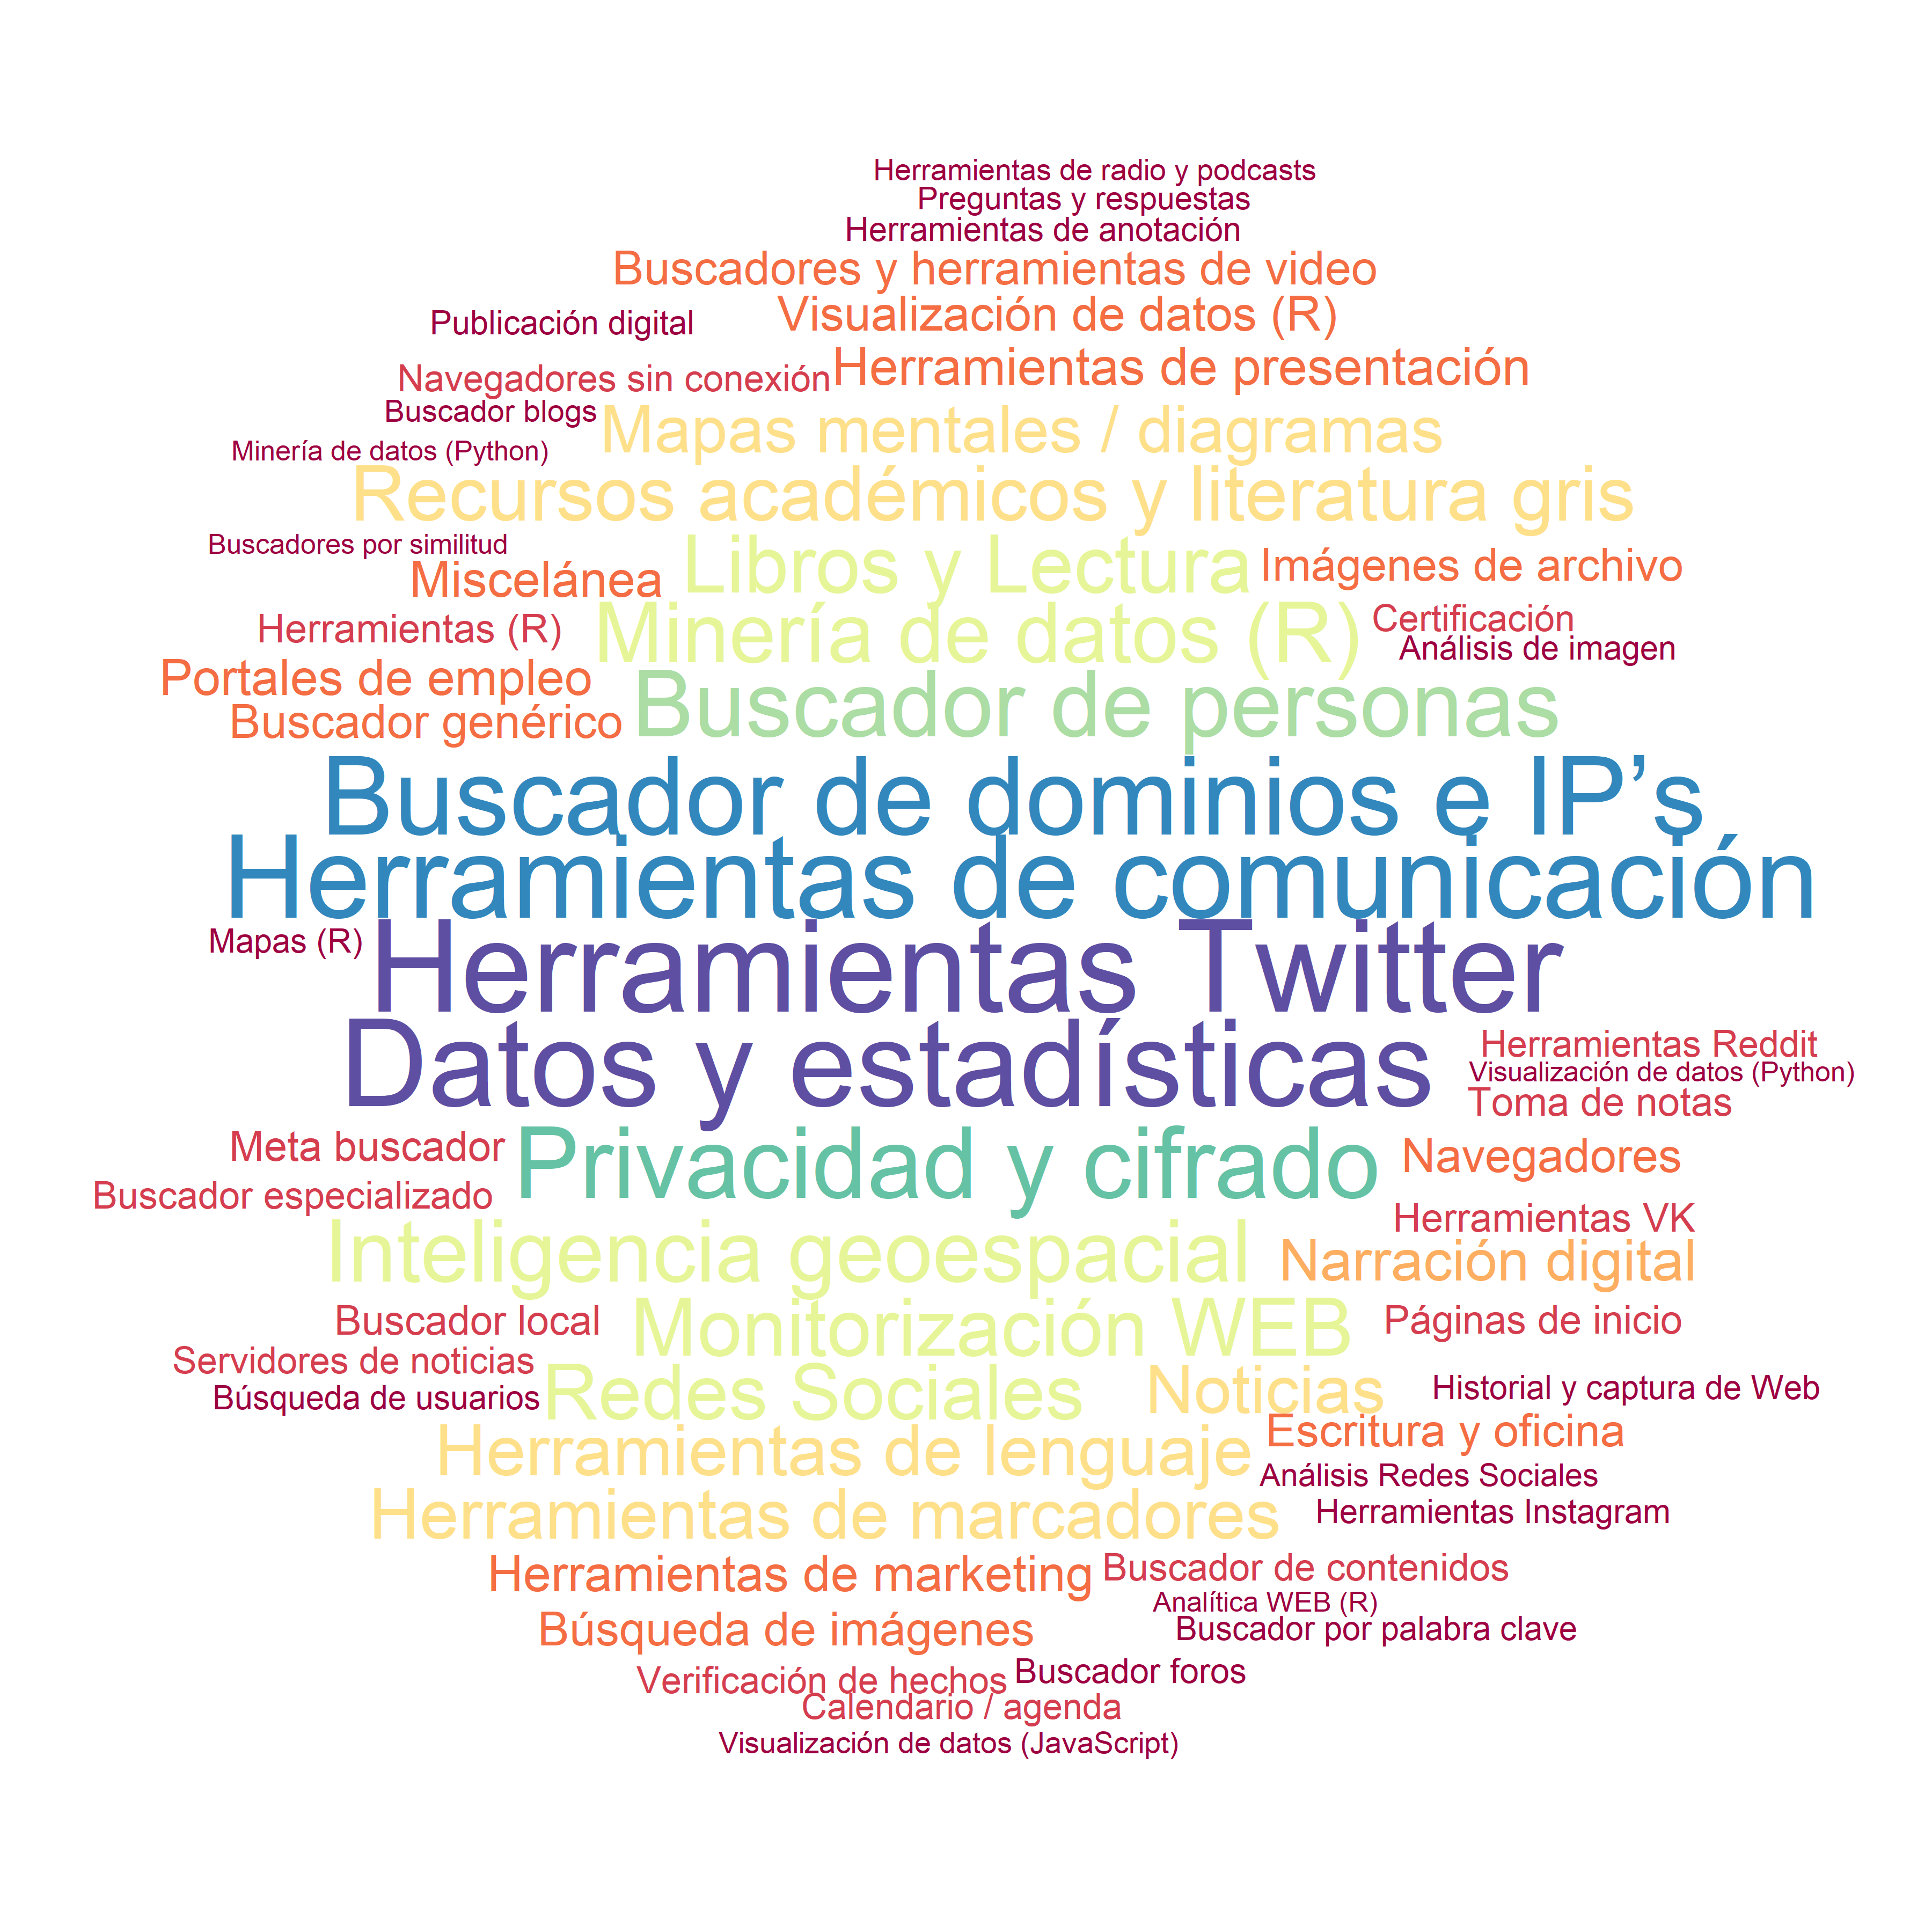 Herramientas de radio y podcasts
Preguntas y respuestas
Herramientas de anotación
Buscadores y herramientas de video
Publicación digital
Visualización de datos (R)
Navegadores sin conexión
Herramientas de presentación
Buscador blogs
Mapas mentales / diagramas
Minería de datos (Python)
Recursos académicos y literatura gris
Buscadores por similitud
Libros y Lectura
Imágenes de archivo
Miscelánea
Herramientas (R)
Minería de datos (R)
Certificación
Análisis de imagen
Portales de empleo
Buscador genérico
Buscador de personas
Buscador de dominios e IP’s
Herramientas de comunicación
Mapas (R)
Herramientas Twitter
Datos y estadísticas
Herramientas Reddit
Visualización de datos (Python)
Toma de notas
Meta buscador
Privacidad y cifrado
Navegadores
Buscador especializado
Herramientas VK
Inteligencia geoespacial
Narración digital
Buscador local
Monitorización WEB
Páginas de inicio
Servidores de noticias
Búsqueda de usuarios
Redes Sociales
Noticias
Historial y captura de Web
Herramientas de lenguaje
Escritura y oficina
Análisis Redes Sociales
Herramientas de marcadores
Herramientas Instagram
Herramientas de marketing
Buscador de contenidos
Analítica WEB (R)
Búsqueda de imágenes
Buscador por palabra clave
Verificación de hechos
Buscador foros
Calendario / agenda
Visualización de datos (JavaScript)